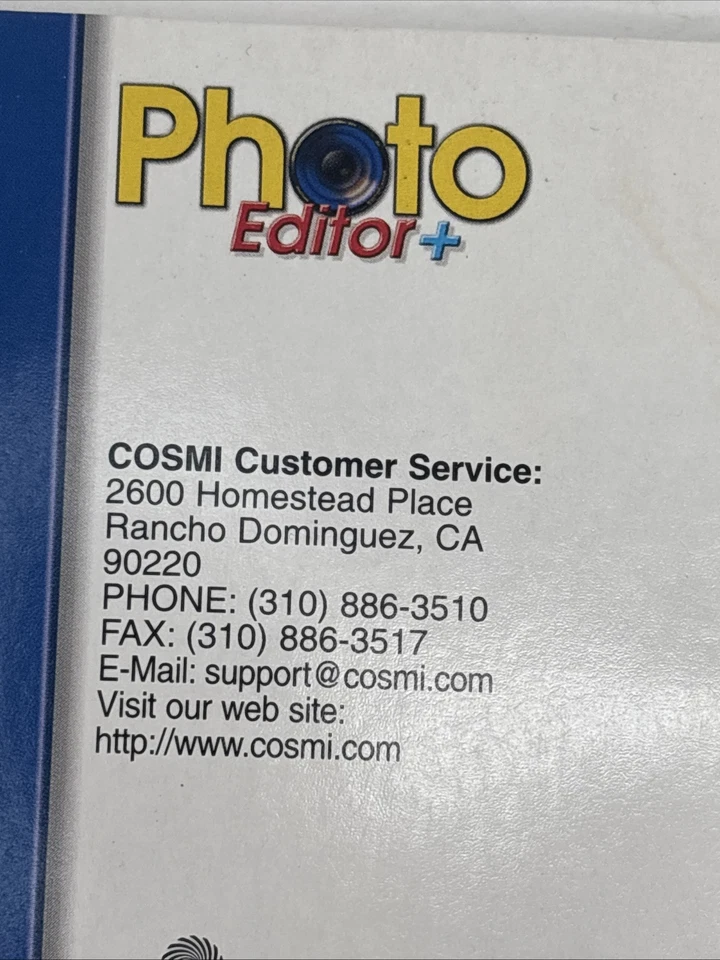 Photo
Editor+
COSMI Customer Service:
2600 Homestead Place
Rancho Dominguez, CA
90220
PHONE: (310) 886-3510
FAX: (310) 886-3517
E-Mail: support@cosmi.com
Visit our web site:
http://www.cosmi.com